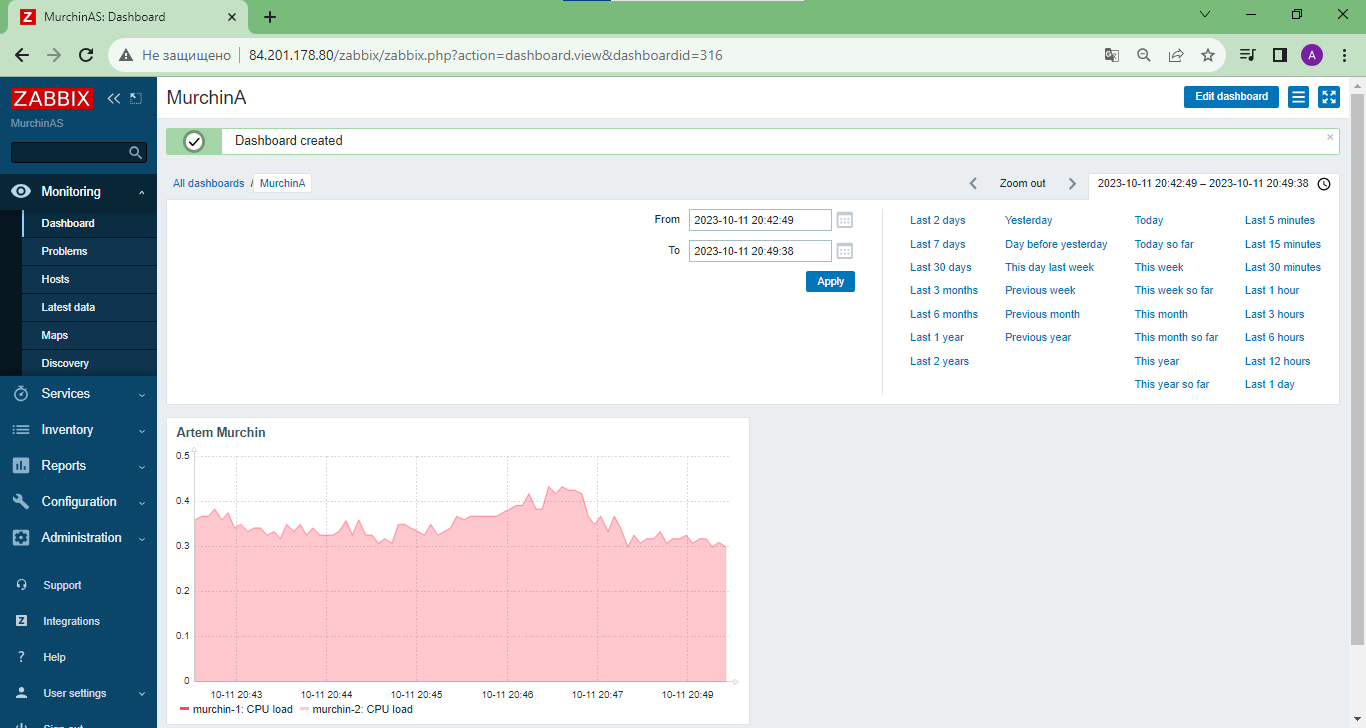 MurchinAS: Dashboard
Не защищено 84.201.178.80/zabbix/zabbix.php?action=dashboard.view&dashboardid=316
A
ZABBIX
MurchinAS
Monitoring
Dashboard
Problems
Hosts
Latest data
Maps
Discovery
Services
Inventory
Reports
Configuration
Administration
Support
Integrations
Help
User settings
Sign out
MurchinA
Edit dashboard
Dashboard created
All dashboards / MurchinA
Zoom out
2023-10-11 20:42:49 – 2023-10-11 20:49:38
From 2023-10-11 20:42:49
To 2023-10-11 20:49:38
Apply
Last 2 days Yesterday Today Last 5 minutes
Last 7 days Day before yesterday Today so far Last 15 minutes
Last 30 days This day last week This week Last 30 minutes
Last 3 months Previous week This week so far Last 1 hour
Last 6 months Previous month This month Last 3 hours
Last 1 year Previous year This month so far Last 6 hours
Last 2 years This year Last 12 hours
This year so far Last 1 day
Artem Murchin
0.5
0.4
0.3
0.2
0.1
0
10-11 20:43 10-11 20:44 10-11 20:45 10-11 20:46 10-11 20:47 10-11 20:49
murchin-1: CPU load murchin-2: CPU load